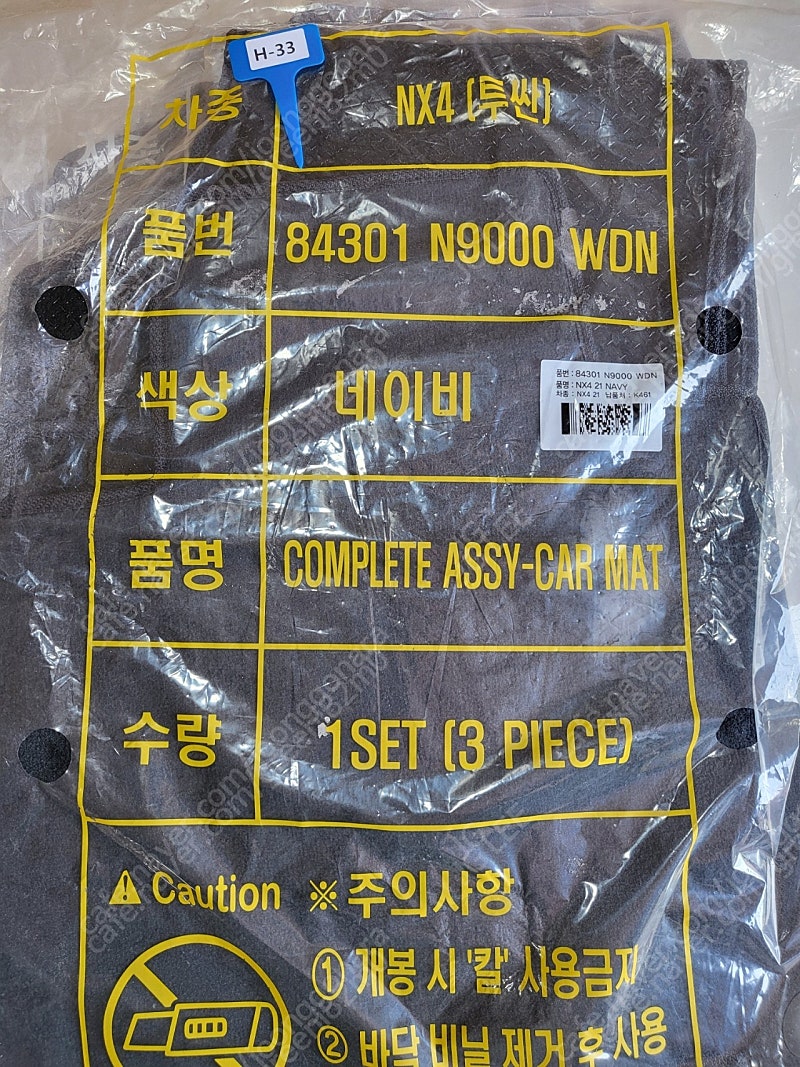 H-33
차종 NX4 (투싼)
품번 84301 N9000 WDN
색상 네이비
품번 : 84301 N9000 WDN
품명 : NX4 21 NAVY
차종 : NX4 21 납품처 : K461
품명 COMPLETE ASSY-CAR MAT
수량 1SET (3 PIECE)
⚠ Caution ※ 주의사항
① 개봉 시 '칼' 사용금지
② 바닥 비닐 제거 후 사용